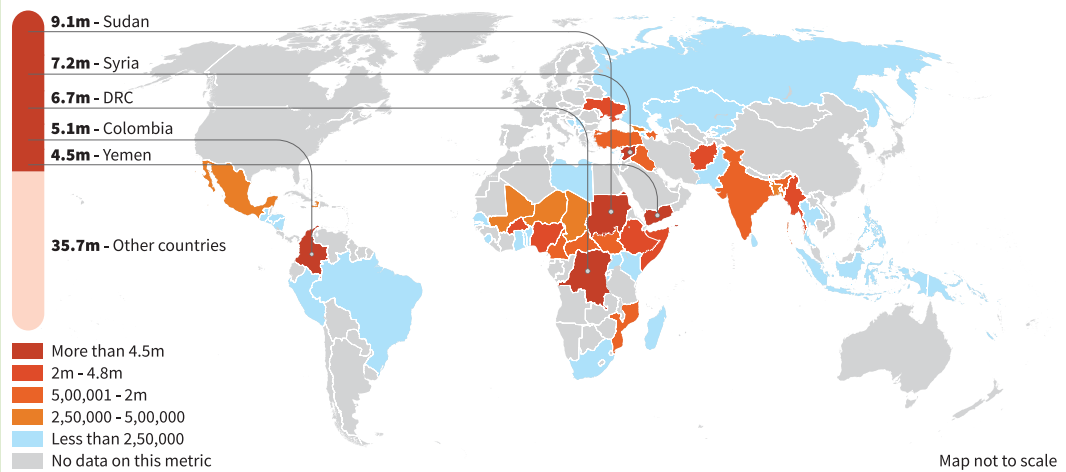 9.1m - Sudan
7.2m - Syria
6.7m - DRC
5.1m - Colombia
4.5m - Yemen
35.7m - Other countries
More than 4.5m
2m - 4.8m
5,00,001 - 2m
2,50,000 - 5,00,000
Less than 2,50,000
No data on this metric
Map not to scale